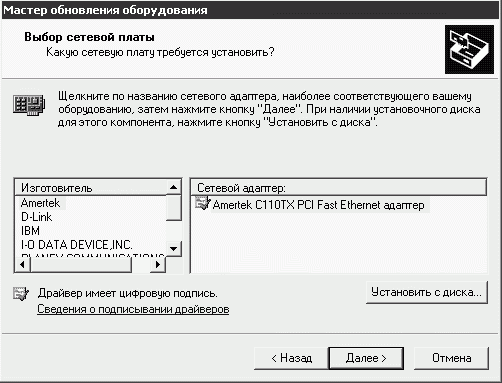 Мастер обновления оборудования
Выбор сетевой платы
Какую сетевую плату требуется установить?
Щелкните по названию сетевого адаптера, наиболее соответствующего вашему
оборудованию, затем нажмите кнопку "Далее". При наличии установочного диска
для этого компонента, нажмите кнопку "Установить с диска".
Изготовитель
Amertek
D-Link
IBM
I-O DATA DEVICE,INC.
PLANEX COMMUNICATIONS
Сетевой адаптер:
Amertek C110TX PCI Fast Ethernet адаптер
Драйвер имеет цифровую подпись.
Сведения о подписывании драйверов
Установить с диска...
< Назад
Далее >
Отмена